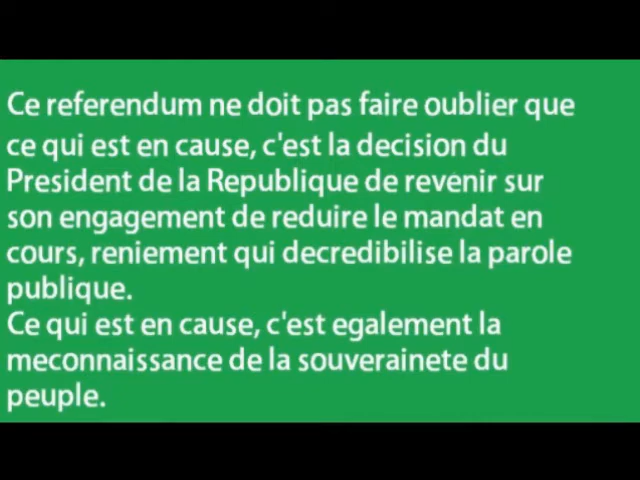 Ce referendum ne doit pas faire oublier que
ce qui est en cause, c'est la decision du
President de la Republique de revenir sur
son engagement de reduire le mandat en
cours, reniement qui decredibilise la parole
publique.
Ce qui est en cause, c'est egalement la
meconnaissance de la souverainete du
peuple.